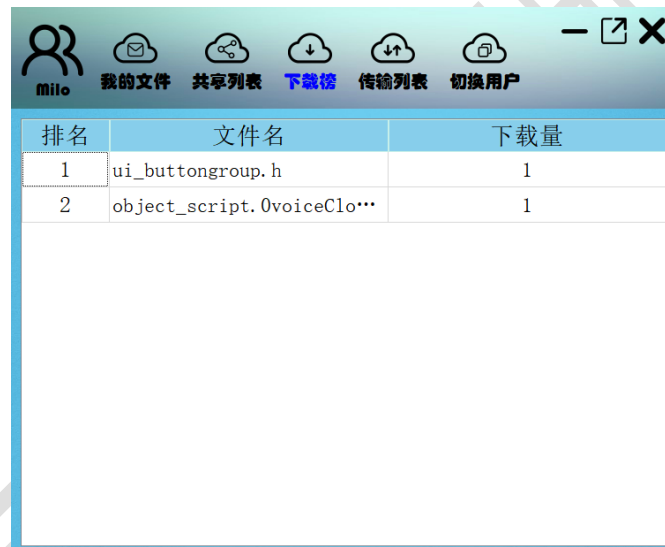 Milo 我的文件 共享列表 下载榜 传输列表 切换用户
排名 文件名 下载量
1 ui_buttongroup.h 1
2 object_script.0voiceClo… 1